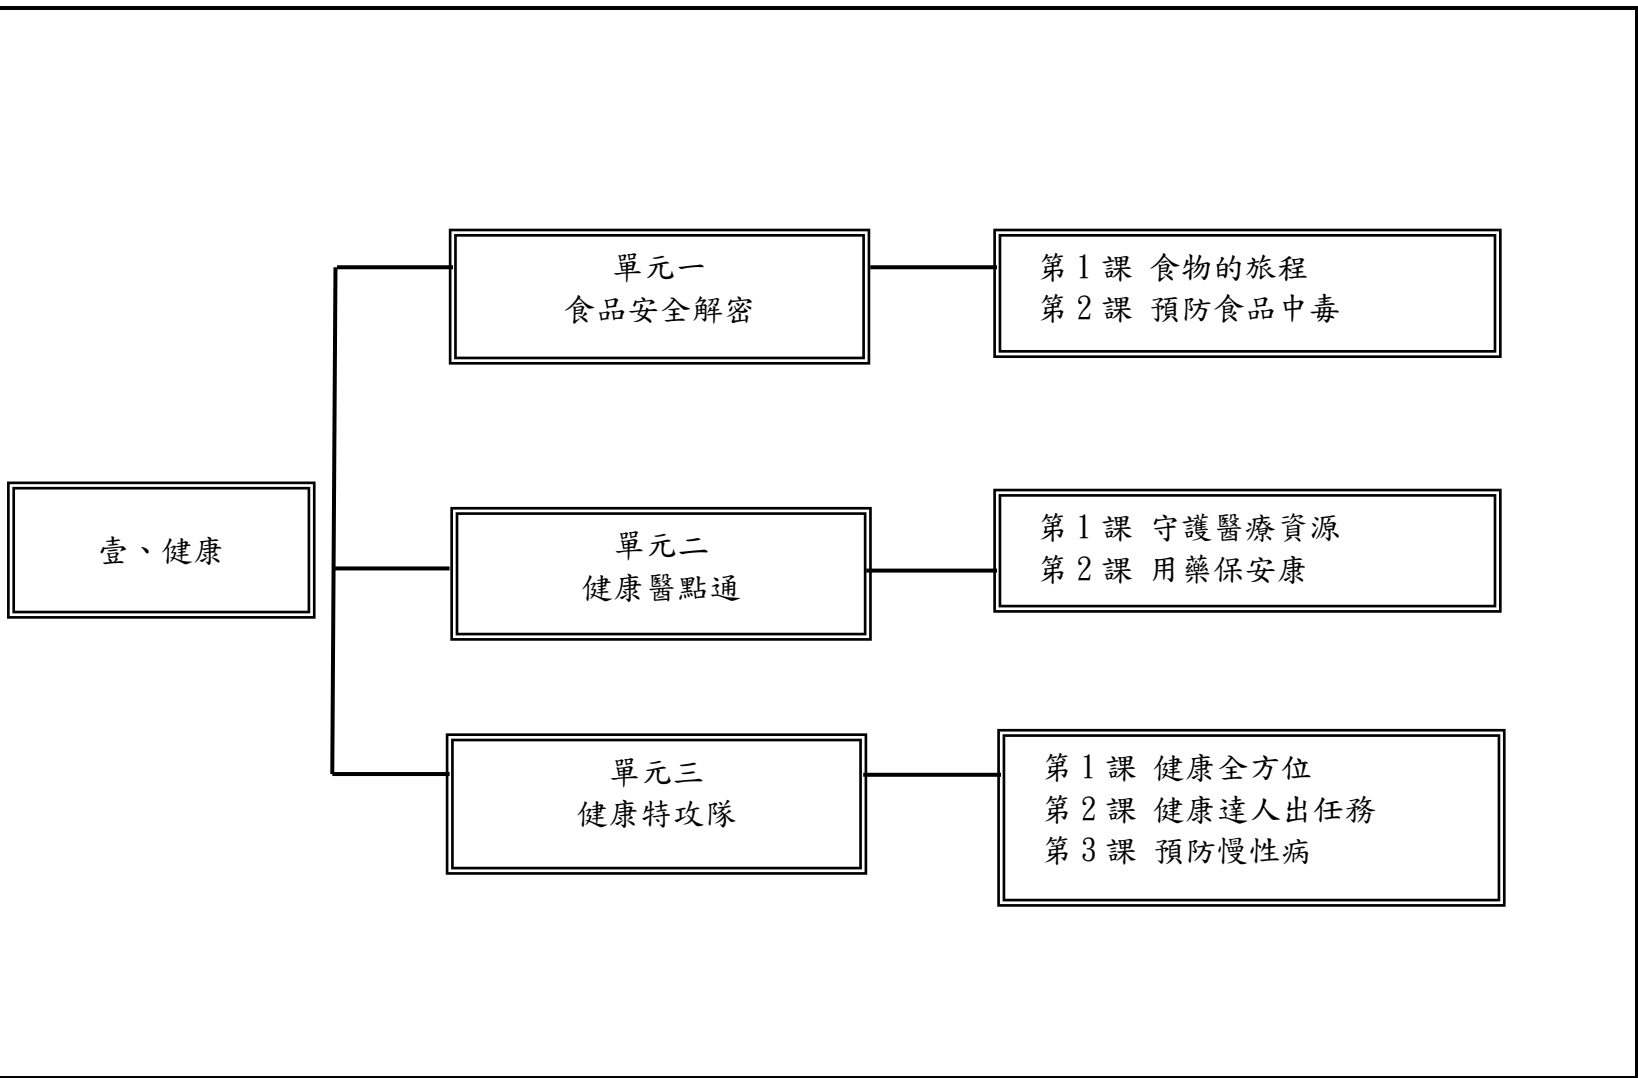 壹、健康
單元一
食品安全解密
第1課 食物的旅程
第2課 預防食品中毒
單元二
健康醫點通
第1課 守護醫療資源
第2課 用藥保安康
單元三
健康特攻隊
第1課 健康全方位
第2課 健康達人出任務
第3課 預防慢性病